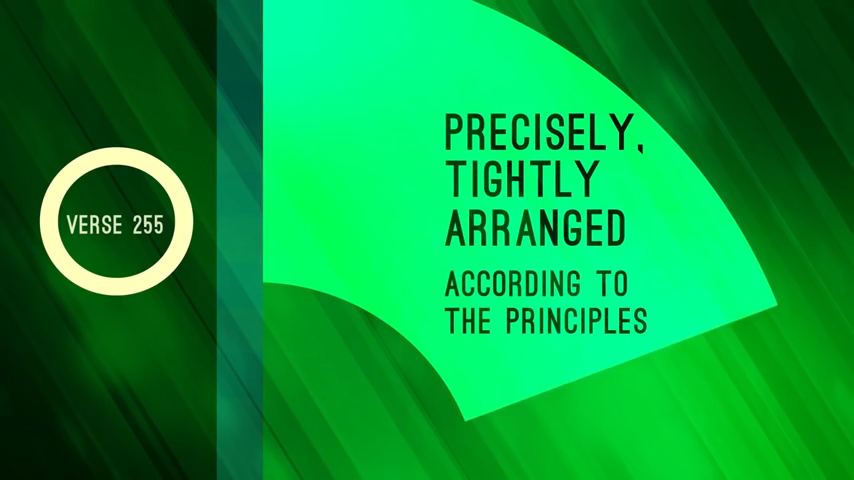 VERSE 255
PRECISELY,
TIGHTLY
ARRANGED
ACCORDING TO
THE PRINCIPLES